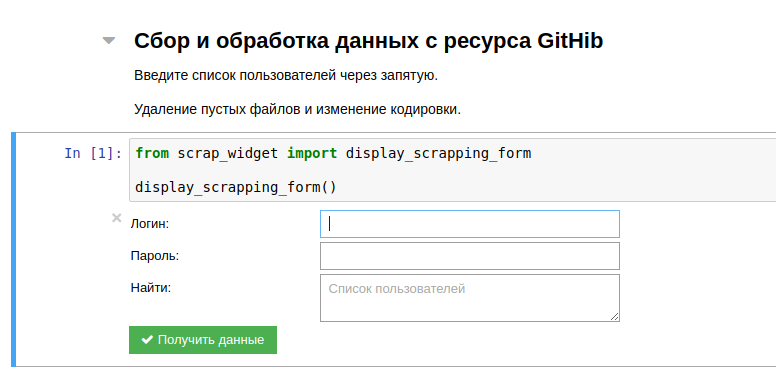 Сбор и обработка данных с ресурса GitHib
Введите список пользователей через запятую.
Удаление пустых файлов и изменение кодировки.
In [1]: from scrap_widget import display_scrapping_form
display_scrapping_form()
Логин:
Пароль:
Найти: Список пользователей
Получить данные